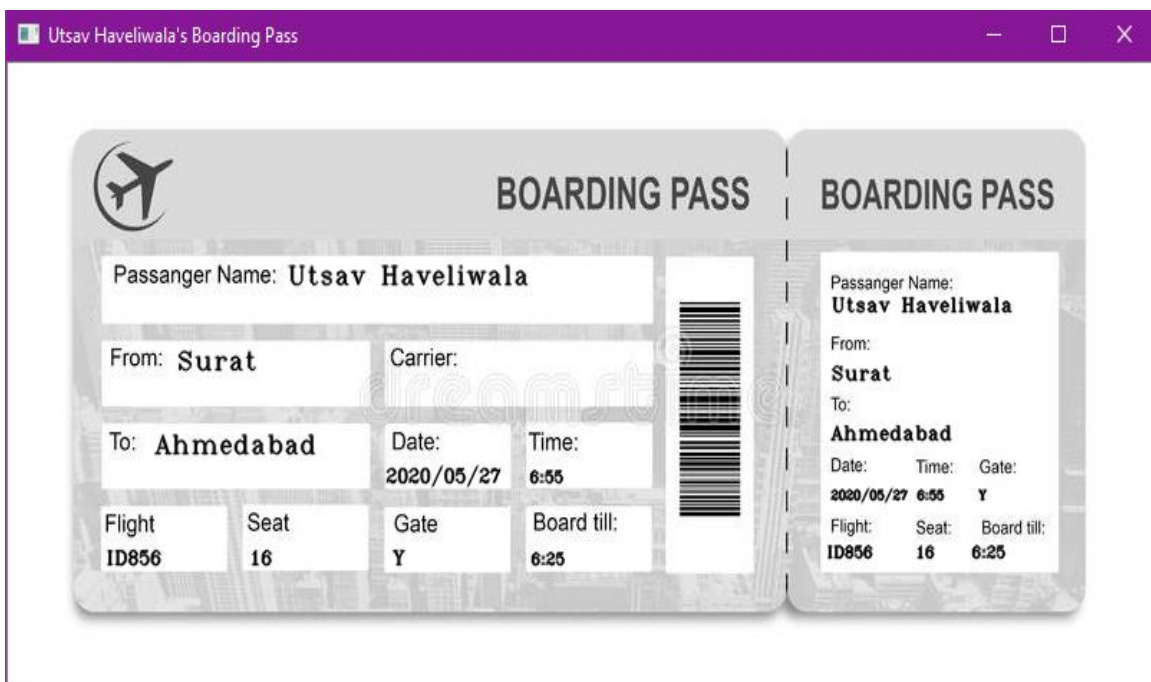 Utsav Haveliwala's Boarding Pass
BOARDING PASS
Passanger Name: Utsav Haveliwala
From: Surat
Carrier:
To: Ahmedabad
Date:
2020/05/27
Time:
6:55
Flight
ID856
Seat
16
Gate
Y
Board till:
6:25
dreamstime
BOARDING PASS
Passanger Name:
Utsav Haveliwala
From:
Surat
To:
Ahmedabad
Date: Time: Gate:
2020/05/27 6:55 Y
Flight: Seat: Board till:
ID856 16 6:25